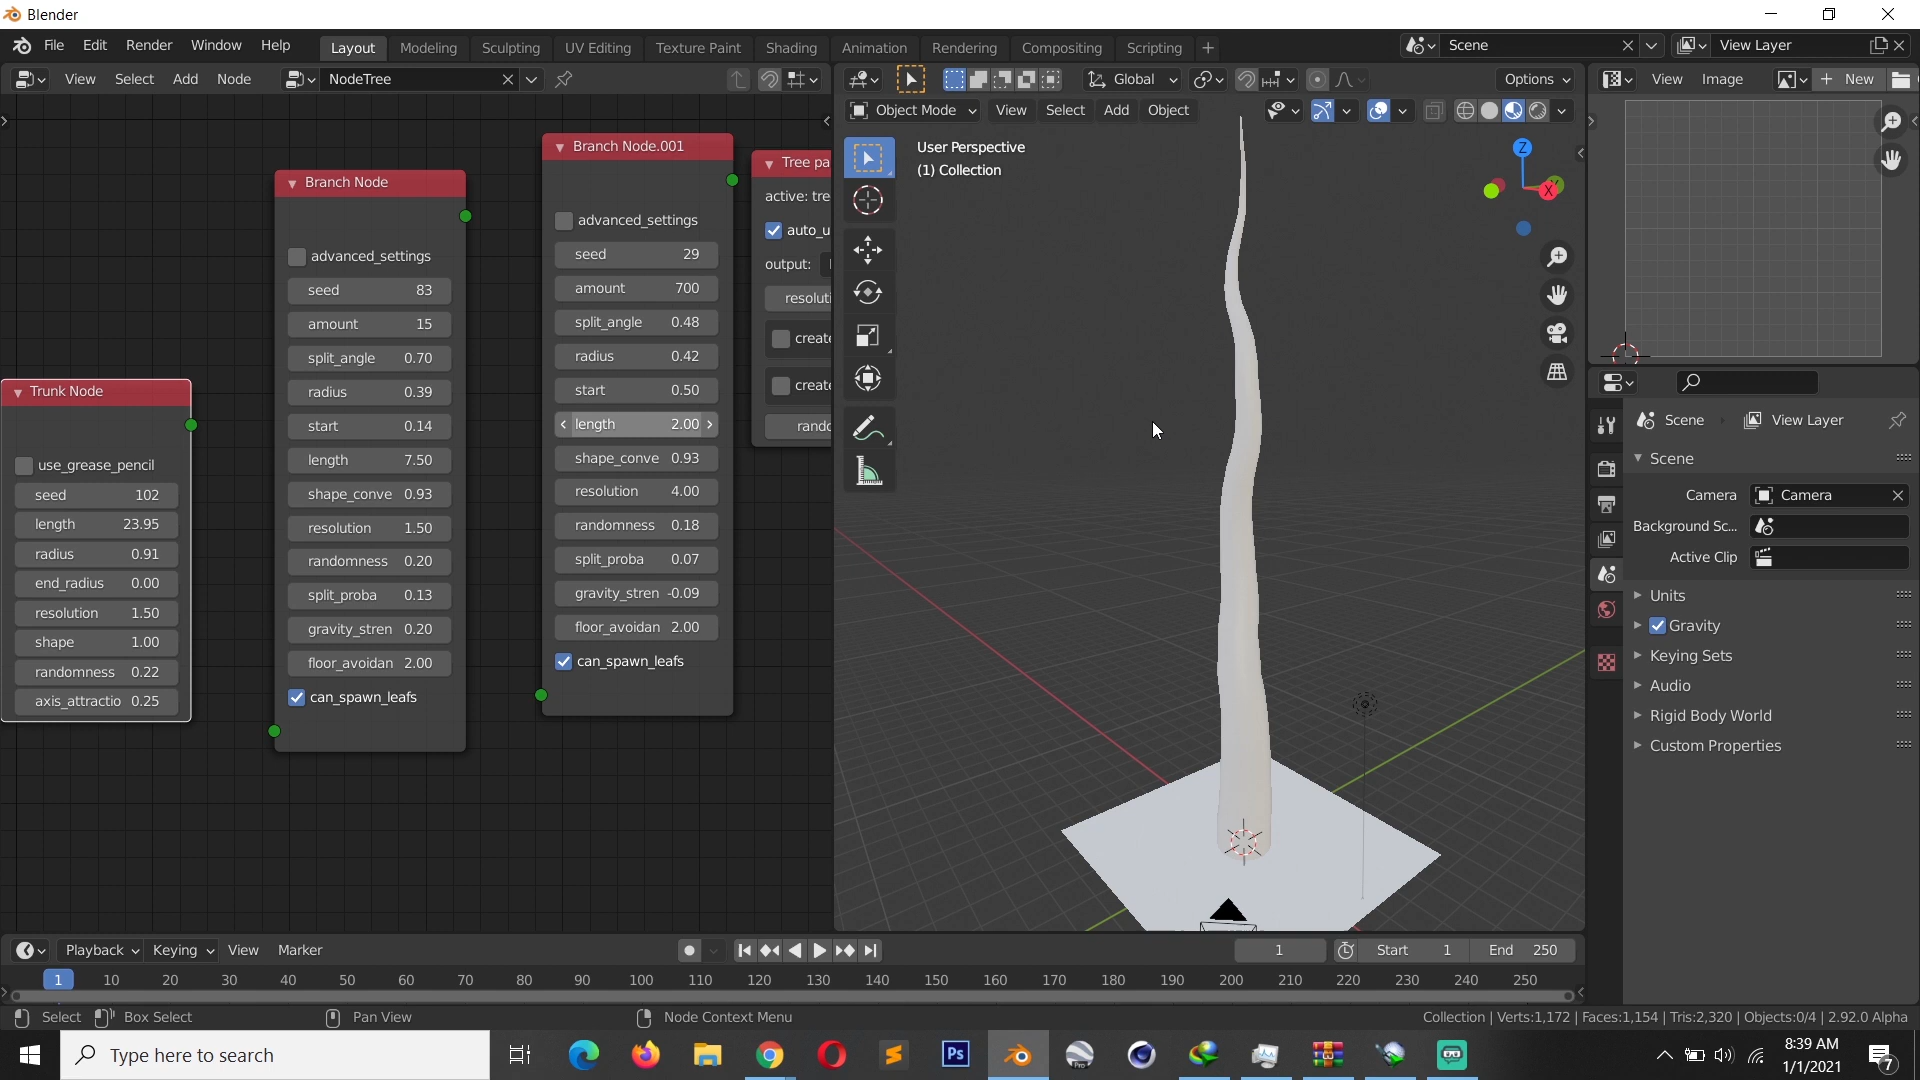 Blender
File Edit Render Window Help Layout Modeling Sculpting UV Editing Texture Paint Shading Animation Rendering Compositing Scripting + Scene View Layer
View Select Add Node NodeTree
Global Options
View Image New
Object Mode View Select Add Object
User Perspective
(1) Collection
Z
Y
X
Trunk Node
use_grease_pencil
seed 102
length 23.95
radius 0.91
end_radius 0.00
resolution 1.50
shape 1.00
randomness 0.22
axis_attractio 0.25
Branch Node
advanced_settings
seed 83
amount 15
split_angle 0.70
radius 0.39
start 0.14
length 7.50
shape_conve 0.93
resolution 1.50
randomness 0.20
split_proba 0.13
gravity_stren 0.20
floor_avoidan 2.00
can_spawn_leafs
Branch Node.001
advanced_settings
seed 29
amount 700
split_angle 0.48
radius 0.42
start 0.50
length 2.00
shape_conve 0.93
resolution 4.00
randomness 0.18
split_proba 0.07
gravity_stren -0.09
floor_avoidan 2.00
can_spawn_leafs
Tree pa
active: tre
auto_u
output:
resoluti
create
create
rando
Scene View Layer
Scene
Camera Camera
Background Sc...
Active Clip
Units
Gravity
Keying Sets
Audio
Rigid Body World
Custom Properties
Playback Keying View Marker 1 Start 1 End 250
1 10 20 30 40 50 60 70 80 90 100 110 120 130 140 150 160 170 180 190 200 210 220 230 240 250
Select Box Select Pan View Node Context Menu Collection | Verts:1,172 | Faces:1,154 | Tris:2,320 | Objects:0/4 | 2.92.0 Alpha
Type here to search
Ps
Pro
8:39 AM
1/1/2021
7